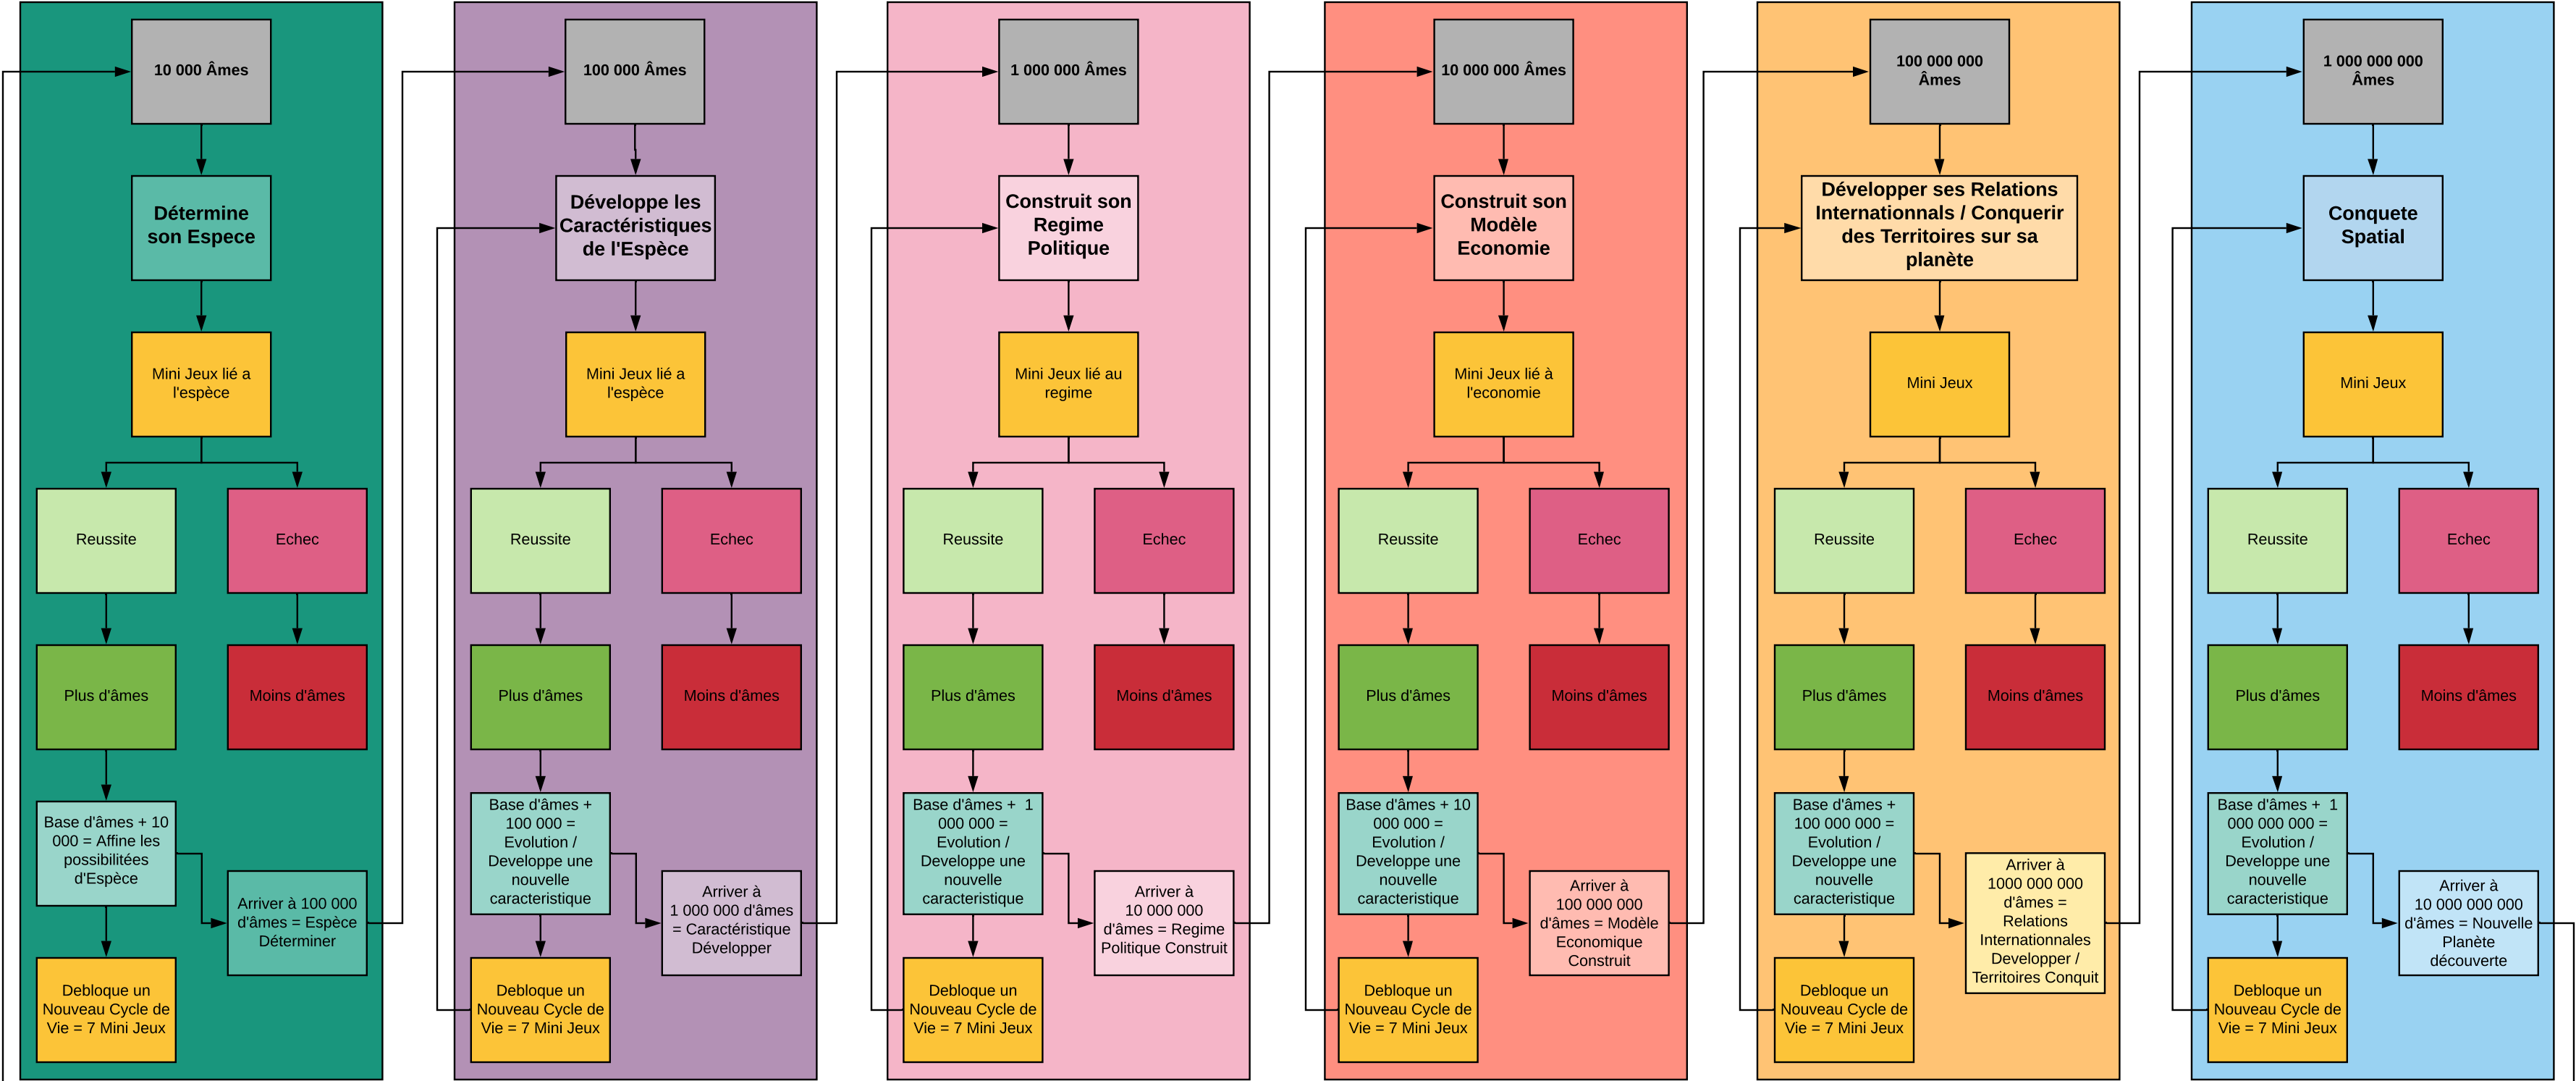 10 000 Âmes
Détermine
son Espece
Mini Jeux lié a
l'espèce
Reussite
Echec
Plus d'âmes
Moins d'âmes
Base d'âmes + 10
000 = Affine les
possibilitées
d'Espèce
Arriver à 100 000
d'âmes = Espèce
Déterminer
Debloque un
Nouveau Cycle de
Vie = 7 Mini Jeux
100 000 Âmes
Développe les
Caractéristiques
de l'Espèce
Mini Jeux lié a
l'espèce
Reussite
Echec
Plus d'âmes
Moins d'âmes
Base d'âmes +
100 000 =
Evolution /
Developpe une
nouvelle
caracteristique
Arriver à
1 000 000 d'âmes
= Caractéristique
Développer
Debloque un
Nouveau Cycle de
Vie = 7 Mini Jeux
1 000 000 Âmes
Construit son
Regime
Politique
Mini Jeux lié au
regime
Reussite
Echec
Plus d'âmes
Moins d'âmes
Base d'âmes +  1
000 000 =
Evolution /
Developpe une
nouvelle
caracteristique
Arriver à
10 000 000
d'âmes = Regime
Politique Construit
Debloque un
Nouveau Cycle de
Vie = 7 Mini Jeux
10 000 000 Âmes
Construit son
Modèle
Economie
Mini Jeux lié à
l'economie
Reussite
Echec
Plus d'âmes
Moins d'âmes
Base d'âmes + 10
000 000 =
Evolution /
Developpe une
nouvelle
caracteristique
Arriver à
100 000 000
d'âmes = Modèle
Economique
Construit
Debloque un
Nouveau Cycle de
Vie = 7 Mini Jeux
100 000 000
Âmes
Développer ses Relations
Internationnals / Conquerir
des Territoires sur sa
planète
Mini Jeux
Reussite
Echec
Plus d'âmes
Moins d'âmes
Base d'âmes +
100 000 000 =
Evolution /
Developpe une
nouvelle
caracteristique
Arriver à
1000 000 000
d'âmes =
Relations
Internationnales
Developper /
Territoires Conquit
Debloque un
Nouveau Cycle de
Vie = 7 Mini Jeux
1 000 000 000
Âmes
Conquete
Spatial
Mini Jeux
Reussite
Echec
Plus d'âmes
Moins d'âmes
Base d'âmes +  1
000 000 000 =
Evolution /
Developpe une
nouvelle
caracteristique
Arriver à
10 000 000 000
d'âmes = Nouvelle
Planète
découverte
Debloque un
Nouveau Cycle de
Vie = 7 Mini Jeux